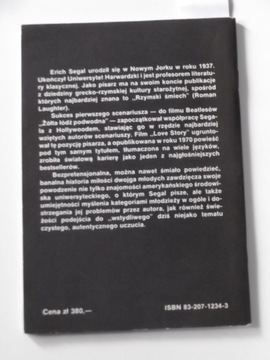 Erich Segal urodził się w Nowym Jorku w roku 1937.
Ukończył Uniwersytet Harwardzki i jest profesorem literatu-
ry klasycznej. Jako pisarz ma na swoim koncie publikacje
z dziedziny grecko-rzymskiej kultury starożytnej, spośród
których najbardziej znana to „Rzymski śmiech" (Roman
Laughter).
Sukces pierwszego scenariusza — do filmu Beatlesów
„Żółta łódź podwodna" — zapoczątkował współpracę Sega-
la z Hollywoodem, stawiając go w rzędzie najbardziej
wziętych autorów scenariuszy. Film „Love Story" ugrunto-
wał tę pozycję pisarza, a opublikowana w roku 1970 powieść
pod tym samym tytułem, tłumaczona na wiele języków,
zrobiła światową karierę jako jeden z najgłośniejszych
bestsellerów.
Bezpretensjonalna, można nawet śmiało powiedzieć,
banalna historia miłości dwojga młodych zawdzięcza swoje
powodzenie nie tylko znajomości amerykańskiego środowi-
ska uniwersyteckiego, o którym Segal pisze, ale także
umiejętności myślenia kategoriami młodzieży w ogóle i do-
strzegania jej problemów przez autora, jak również świe-
żości podejścia do „wstydliwego" dziś niejako tematu
czystego, autentycznego uczucia.
Cena zł 380,—
ISBN 83-207-1234-3